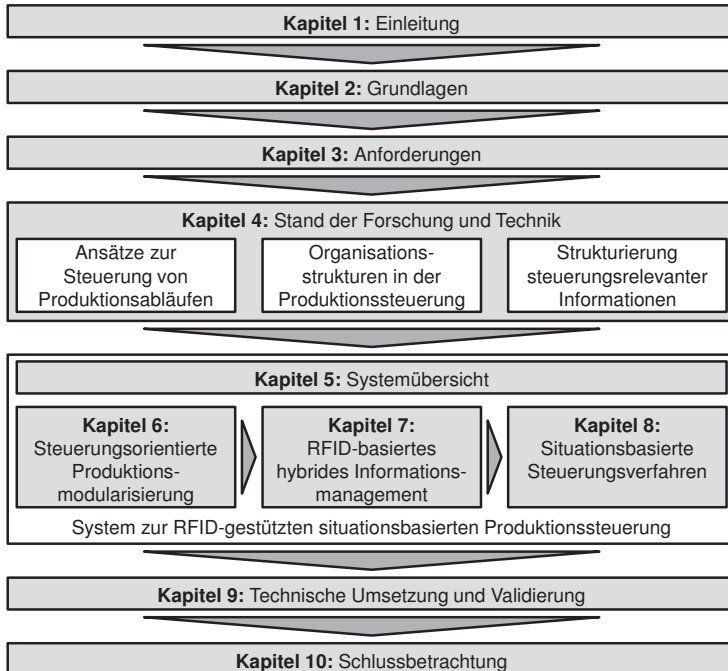 Kapitel 1: Einleitung
Kapitel 2: Grundlagen
Kapitel 3: Anforderungen
Kapitel 4: Stand der Forschung und Technik
Ansätze zur
Steuerung von
Produktionsabläufen
Organisations-
strukturen in der
Produktionssteuerung
Strukturierung
steuerungsrelevanter
Informationen
Kapitel 5: Systemübersicht
Kapitel 6:
Steuerungsorientierte
Produktions-
modularisierung
Kapitel 7:
RFID-basiertes
hybrides Informations-
management
Kapitel 8:
Situationsbasierte
Steuerungsverfahren
System zur RFID-gestützten situationsbasierten Produktionssteuerung
Kapitel 9: Technische Umsetzung und Validierung
Kapitel 10: Schlussbetrachtung